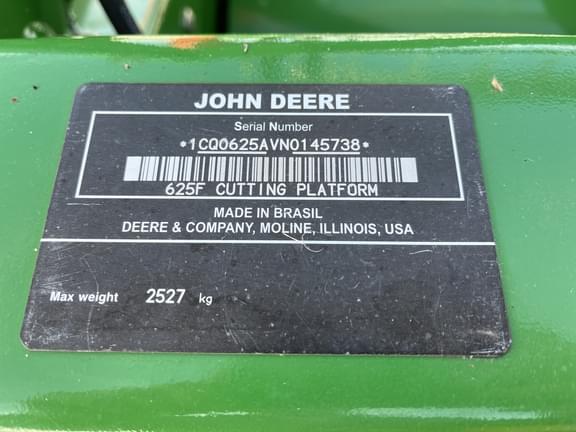 JOHN DEERE
Serial Number
*1CQ0625AVN0145738*
625F CUTTING PLATFORM
MADE IN BRASIL
DEERE & COMPANY, MOLINE, ILLINOIS, USA
Max weight 2527 kg